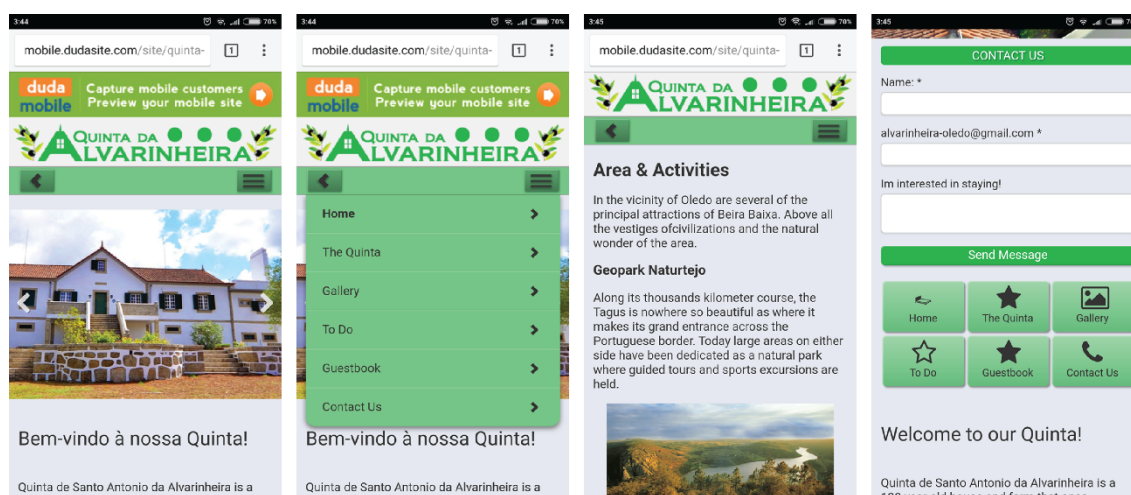 3:44
70%
mobile.dudasite.com/site/quinta-
1
duda
mobile
Capture mobile customers
Preview your mobile site
QUINTA DA
ALVARINHEIRA
Bem-vindo à nossa Quinta!
Quinta de Santo Antonio da Alvarinheira is a
3:44
70%
mobile.dudasite.com/site/quinta-
1
duda
mobile
Capture mobile customers
Preview your mobile site
QUINTA DA
ALVARINHEIRA
Home
The Quinta
Gallery
To Do
Guestbook
Contact Us
Bem-vindo à nossa Quinta!
Quinta de Santo Antonio da Alvarinheira is a
3:45
70%
mobile.dudasite.com/site/quinta-
1
QUINTA DA
ALVARINHEIRA
Area & Activities
In the vicinity of Oledo are several of the
principal attractions of Beira Baixa. Above all
the vestiges ofcivilizations and the natural
wonder of the area.
Geopark Naturtejo
Along its thousands kilometer course, the
Tagus is nowhere so beautiful as where it
makes its grand entrance across the
Portuguese border. Today large areas on either
side have been dedicated as a natural park
where guided tours and sports excursions are
held.
3:45
CONTACT US
Name: *
alvarinheira-oledo@gmail.com *
Im interested in staying!
Send Message
Home
The Quinta
Gallery
To Do
Guestbook
Contact Us
Welcome to our Quinta!
Quinta de Santo Antonio da Alvarinheira is a